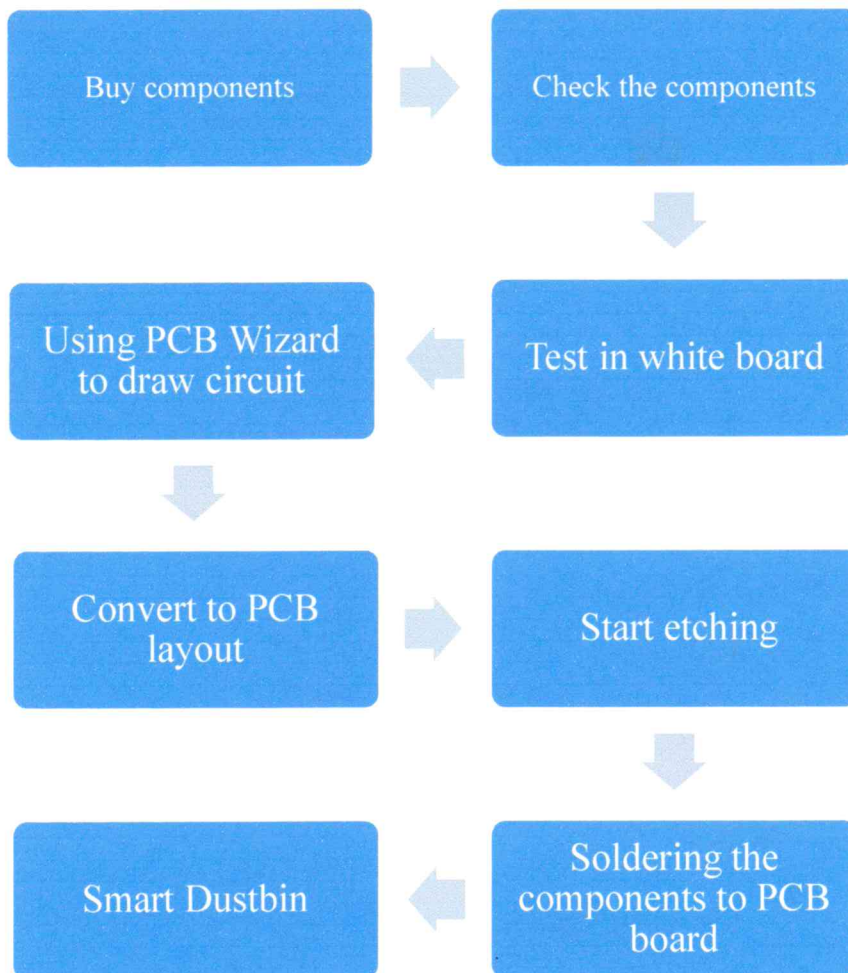 Buy components
Check the components
Test in white board
Using PCB Wizard
to draw circuit
Convert to PCB
layout
Start etching
Soldering the
components to PCB
board
Smart Dustbin